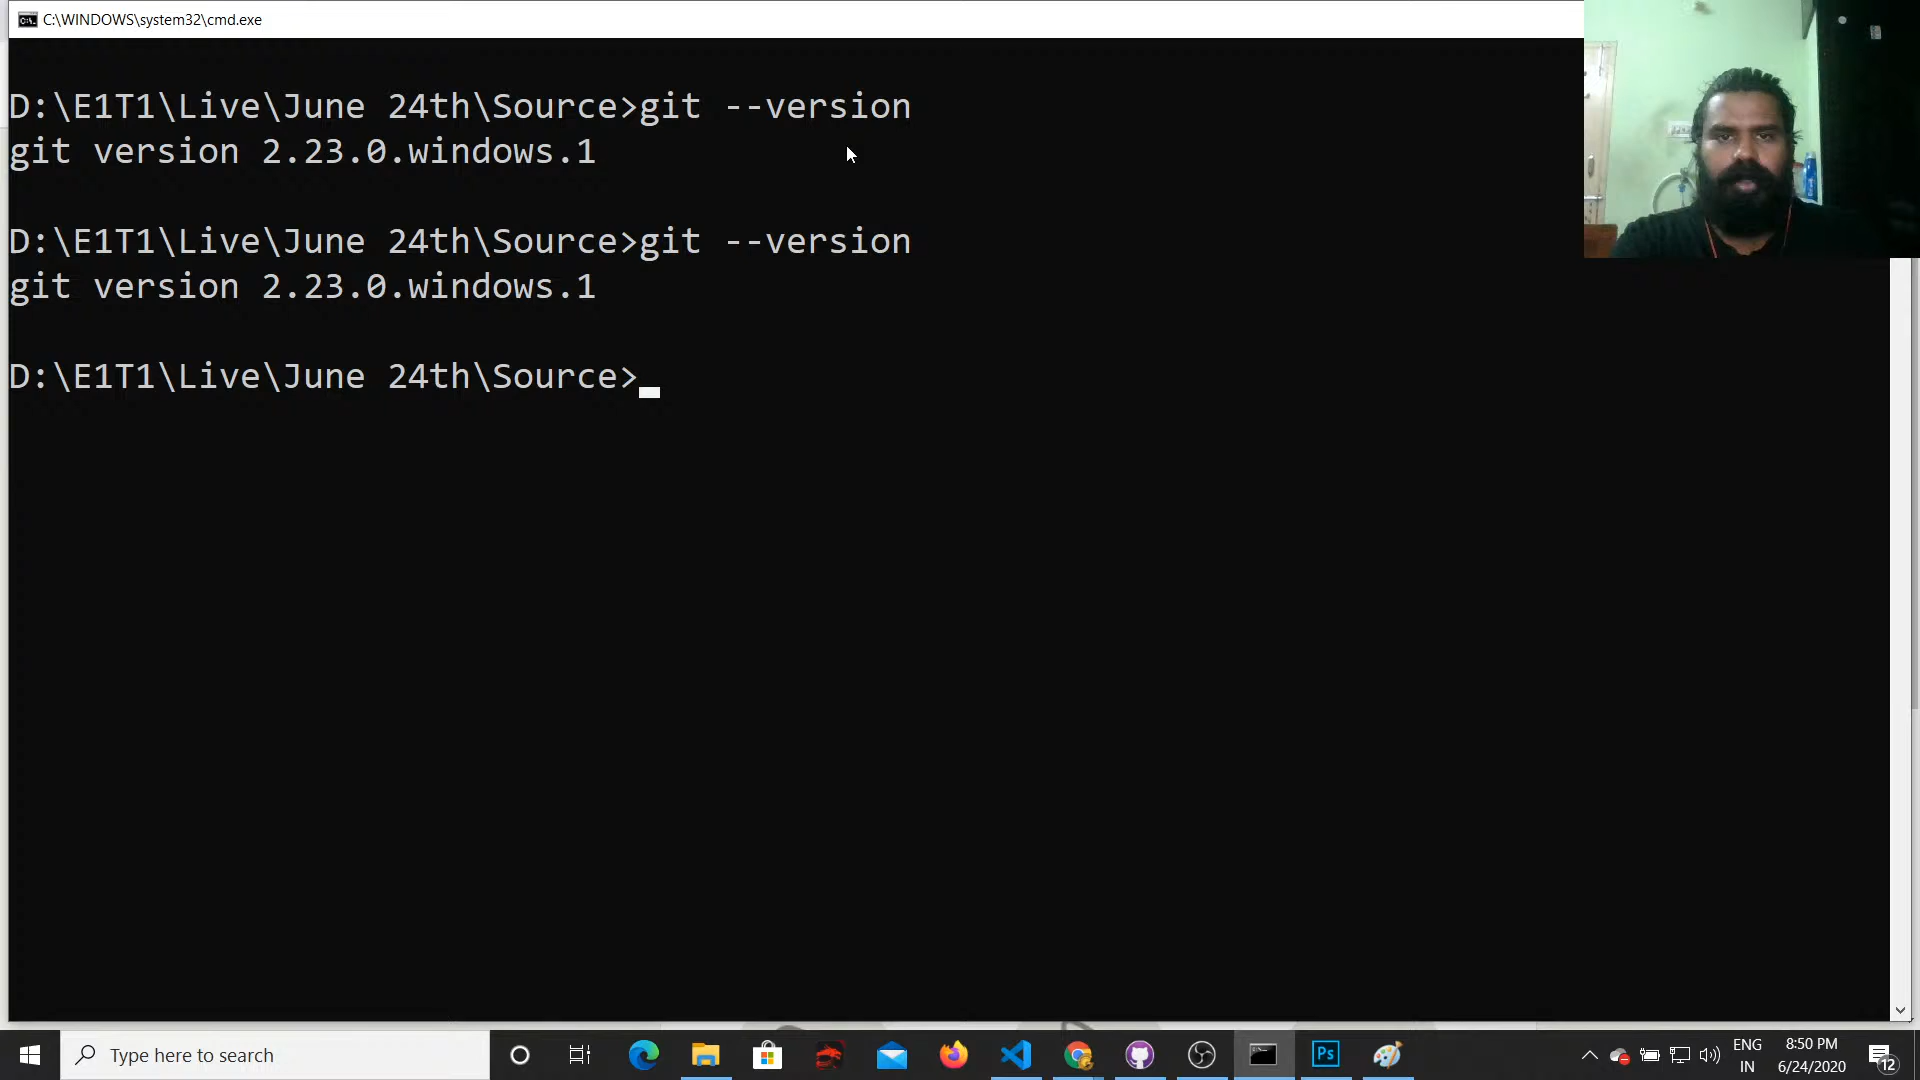 C:\WINDOWS\system32\cmd.exe
D:\E1T1\Live\June 24th\Source>git --version
git version 2.23.0.windows.1
D:\E1T1\Live\June 24th\Source>git --version
git version 2.23.0.windows.1
D:\E1T1\Live\June 24th\Source>
Type here to search
Ps
ENG
IN
8:50 PM
6/24/2020
12